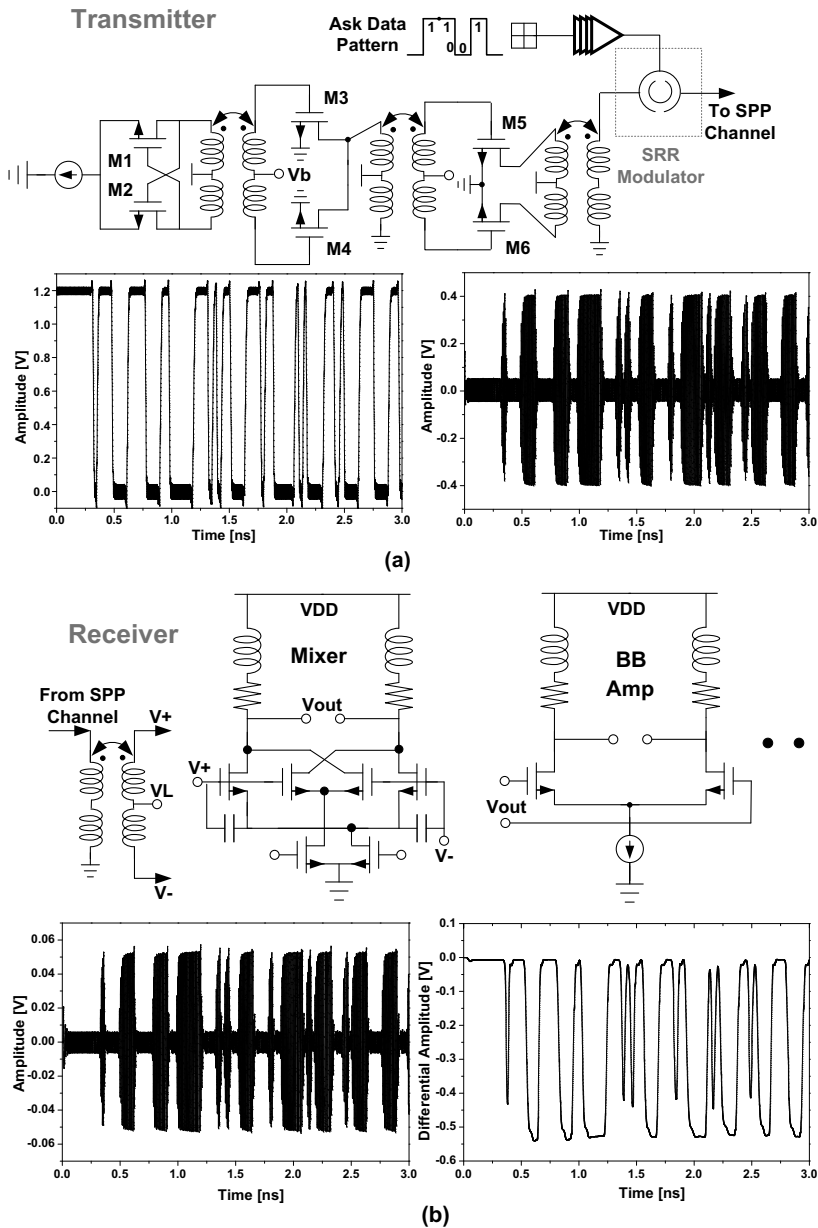 Transmitter
Ask Data
Pattern
1 1 0 0 1
M1
M2
M3
M4
Vb
M5
M6
SRR
Modulator
To SPP
Channel
Amplitude [V]
1.2
1.0
0.8
0.6
0.4
0.2
0.0
0.0 0.5 1.0 1.5 2.0 2.5 3.0
Time [ns]
Amplitude [V]
0.4
0.2
0.0
-0.2
-0.4
0.0 0.5 1.0 1.5 2.0 2.5 3.0
Time [ns]
(a)
Receiver
From SPP
Channel
V+
VL
V-
VDD
Mixer
Vout
V+
V-
VDD
BB
Amp
Vout
Amplitude [V]
0.06
0.04
0.02
0.00
-0.02
-0.04
-0.06
0.0 0.5 1.0 1.5 2.0 2.5 3.0
Time [ns]
Differential Amplitude [V]
0.1
0.0
-0.1
-0.2
-0.3
-0.4
-0.5
-0.6
0.0 0.5 1.0 1.5 2.0 2.5 3.0
Time [ns]
(b)